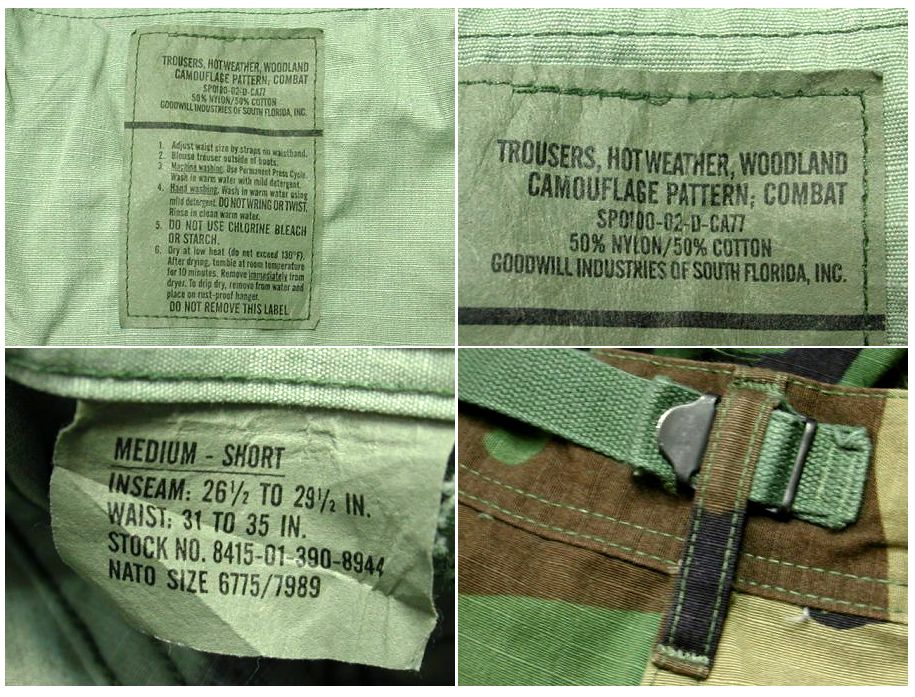 TROUSERS, HOT WEATHER, WOODLAND
CAMOUFLAGE PATTERN, COMBAT
SPO100-02-D-CA77
50% NYLON/50% COTTON
GOODWILL INDUSTRIES OF SOUTH FLORIDA, INC.
1. Adjust waist size by straps on waistband.
2. Blouse trouser outside of boots.
3. Machine washing. Use Permanent Press Cycle.
Wash in warm water with mild detergent.
4. Hand washing. Wash in warm water using
mild detergent. DO NOT WRING OR TWIST.
Rinse in clean warm water.
5. DO NOT USE CHLORINE BLEACH
OR STARCH.
6. Dry at low heat (do not exceed 130°F).
After drying, tumble at room temperature
for 10 minutes. Remove immediately from
dryer. To drip dry, remove from water and
place on rust-proof hanger.
DO NOT REMOVE THIS LABEL
TROUSERS, HOT WEATHER, WOODLAND
CAMOUFLAGE PATTERN, COMBAT
SPO100-02-D-CA77
50% NYLON/50% COTTON
GOODWILL INDUSTRIES OF SOUTH FLORIDA, INC.
MEDIUM - SHORT
INSEAM: 26½ TO 29½ IN.
WAIST: 31 TO 35 IN.
STOCK NO. 8415-01-390-8944
NATO SIZE 6775/7989